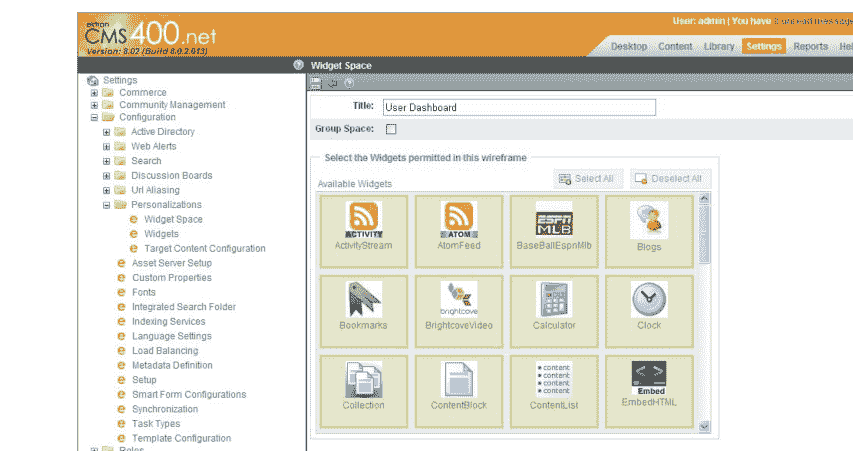 ektron
CMS400.net
Version: 8.02 (Build 8.0.2.013)
User: admin | You have 0 unread message
Desktop Content Library Settings Reports Hel
Widget Space
Settings
Commerce
Community Management
Configuration
Active Directory
Web Alerts
Search
Discussion Boards
Url Aliasing
Personalizations
Widget Space
Widgets
Target Content Configuration
Asset Server Setup
Custom Properties
Fonts
Integrated Search Folder
Indexing Services
Language Settings
Load Balancing
Metadata Definition
Setup
Smart Form Configurations
Synchronization
Task Types
Template Configuration
Roles
Title: User Dashboard
Group Space:
Select the Widgets permitted in this wireframe
Available Widgets Select All Deselect All
ACTIVITY ATOM ESPN MLB
ActivityStream AtomFeed BaseBallEspnMlb Blogs
brightcove
Bookmarks BrightcoveVideo Calculator Clock
content
content
content
content Embed
Collection ContentBlock ContentList EmbedHTML